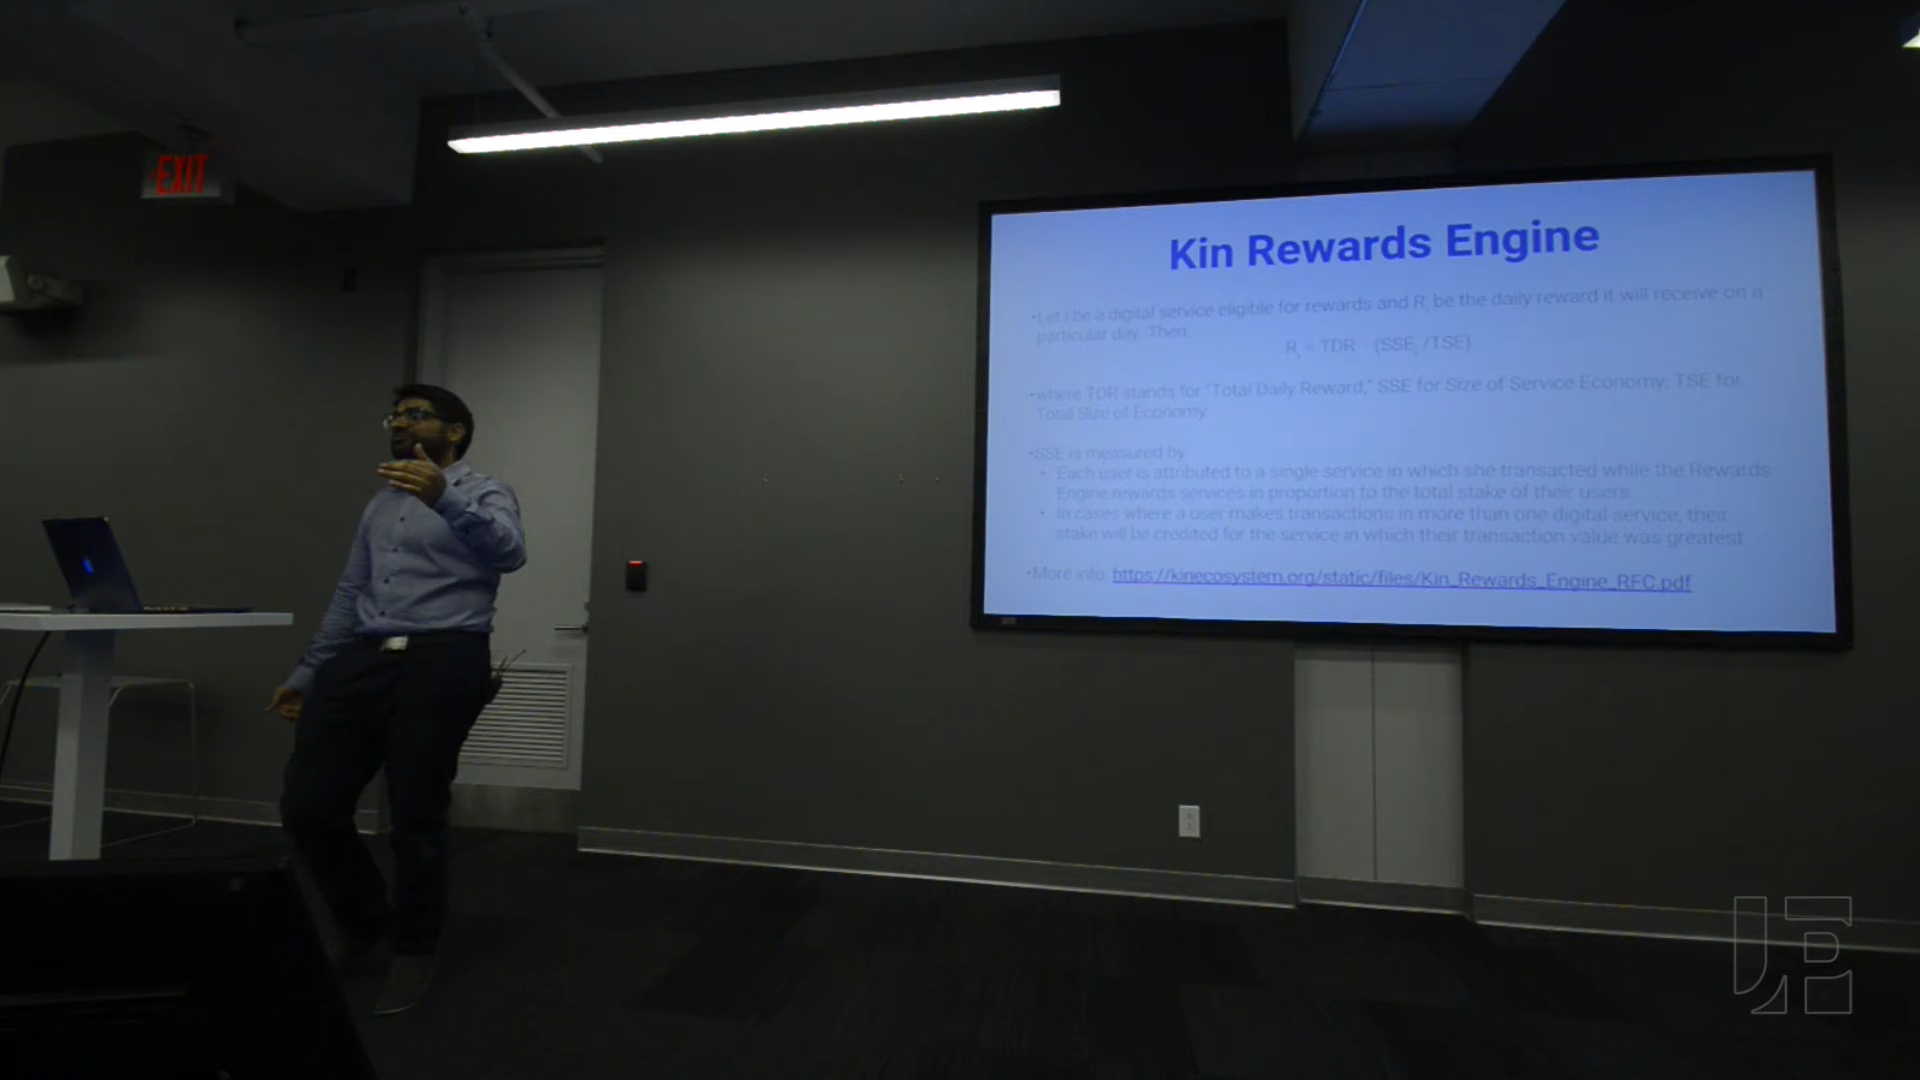 EXIT
Kin Rewards Engine
•Let i be a digital service eligible for rewards and Ri be the daily reward it will receive on a
particular day. Then:
Ri = TDR · (SSEi /TSE)
•where TDR stands for "Total Daily Reward," SSE for Size of Service Economy, TSE for
Total Size of Economy
•SSE is measured by
• Each user is attributed to a single service in which she transacted while the Rewards
Engine rewards services in proportion to the total stake of their users
• In cases where a user makes transactions in more than one digital service, their
stake will be credited for the service in which their transaction value was greatest
•More info: https://kinecosystem.org/static/files/Kin_Rewards_Engine_RFC.pdf